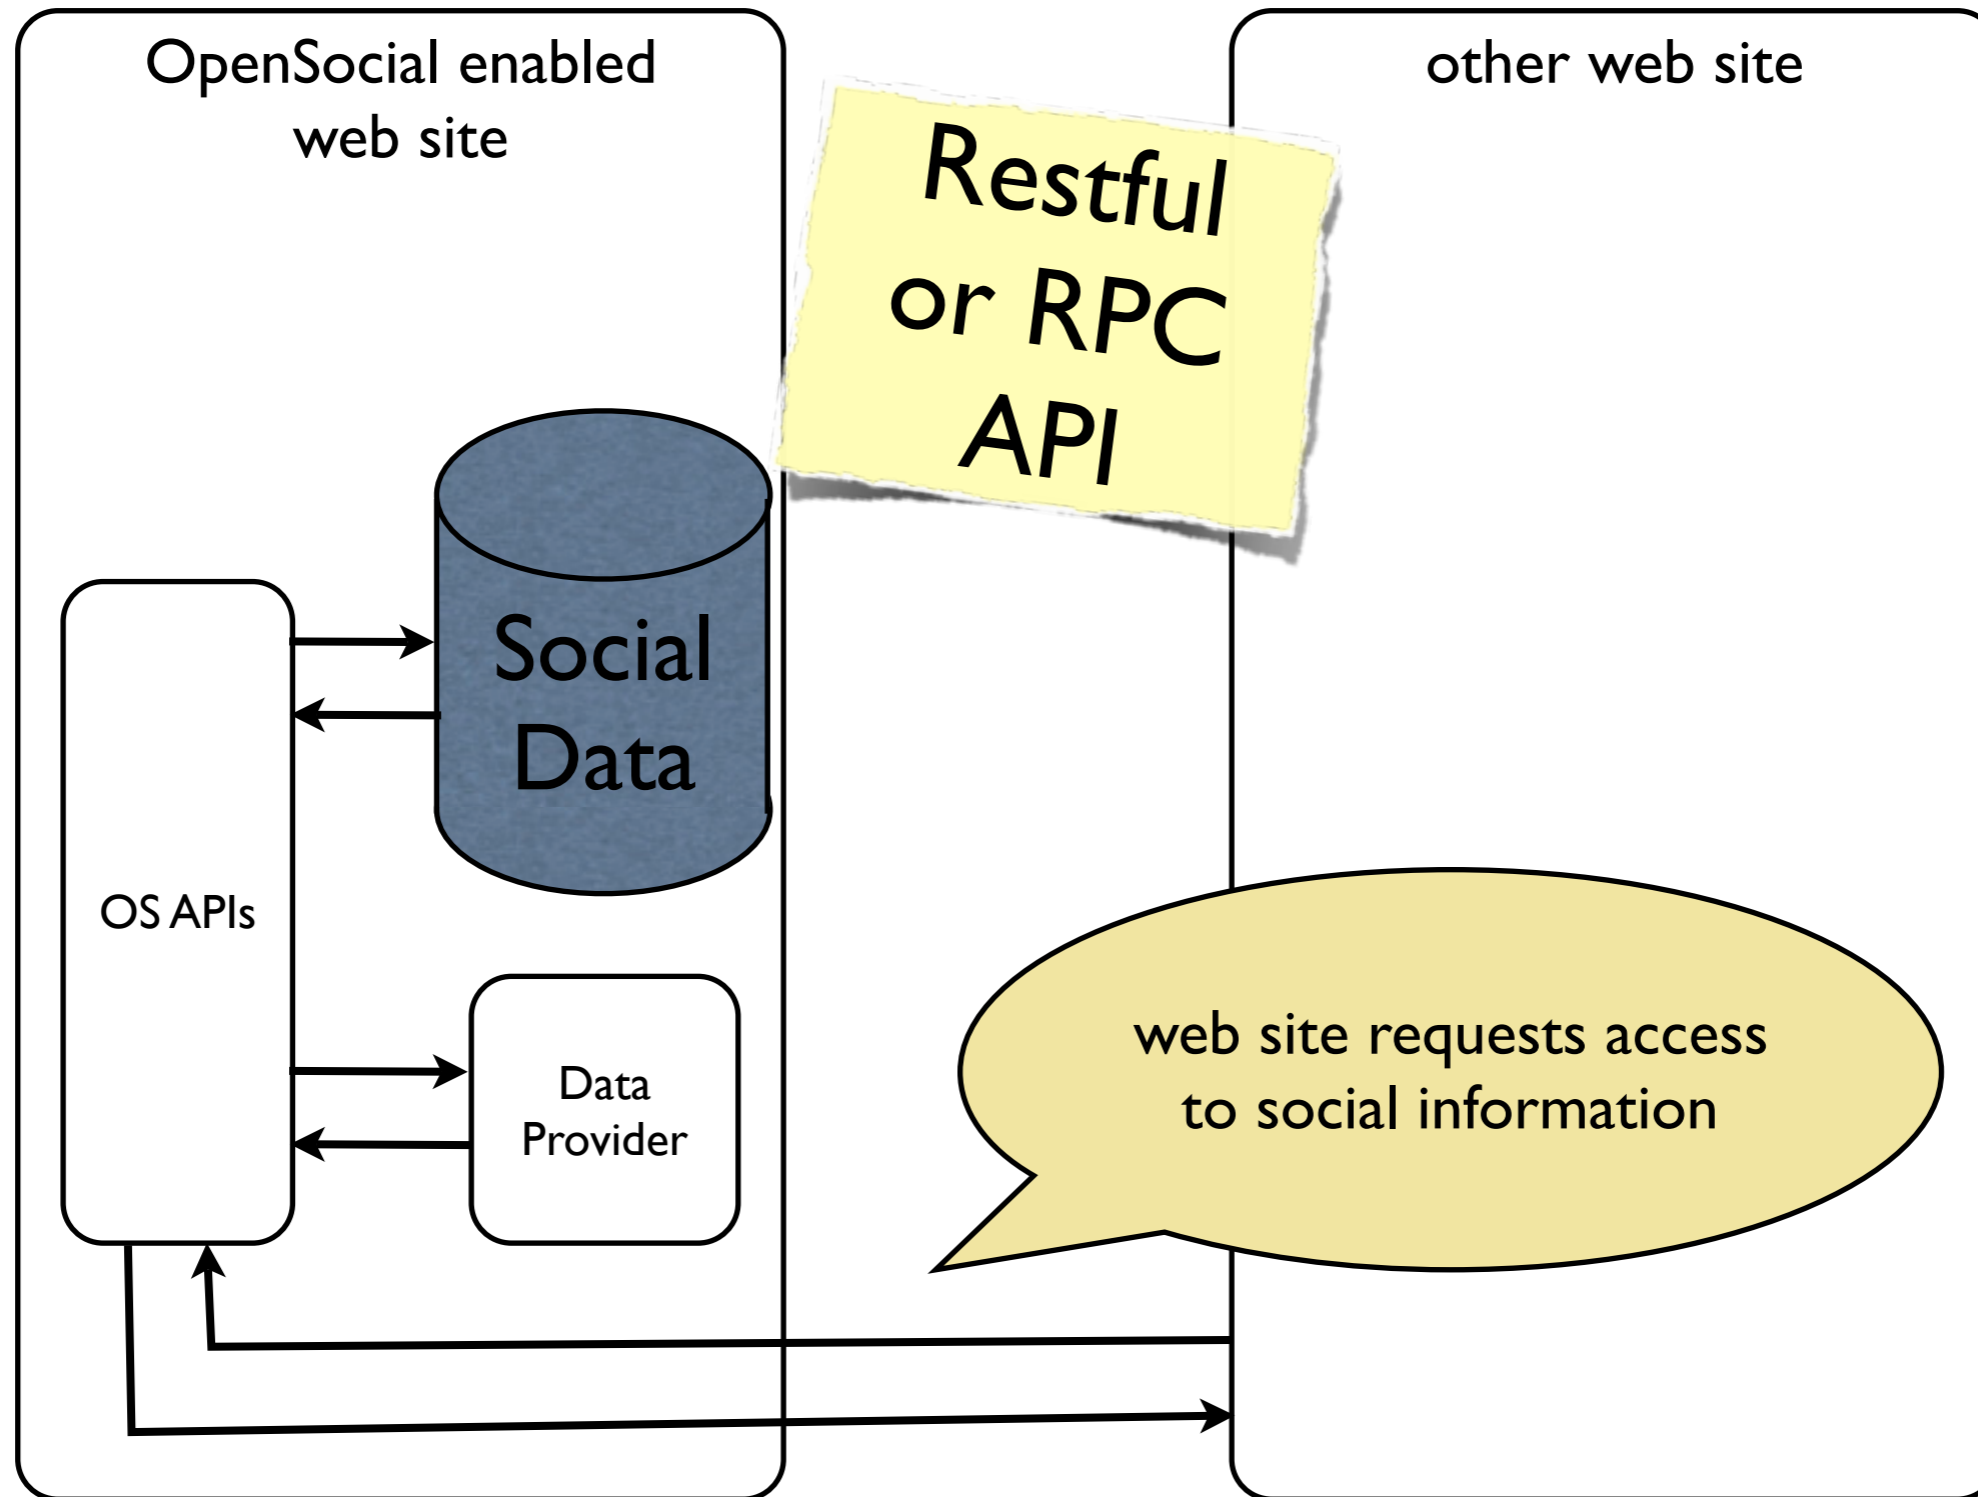 OpenSocial enabled
web site
other web site
Restful
or RPC
API
Social
Data
OS APIs
Data
Provider
web site requests access
to social information